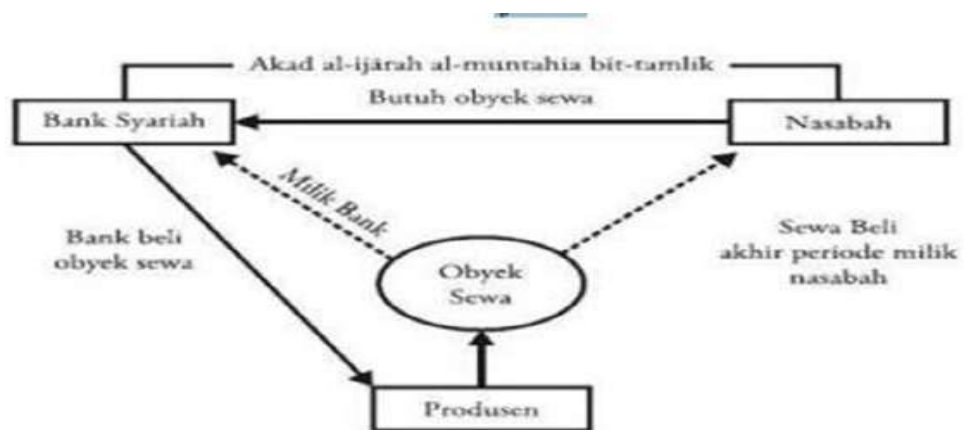 Akad al-ijārah al-muntahia bit-tamlik
Butuh obyek sewa
Bank Syariah
Nasabah
Milik Bank
Bank beli
obyek sewa
Sewa Beli
akhir periode milik
nasabah
Obyek
Sewa
Produsen